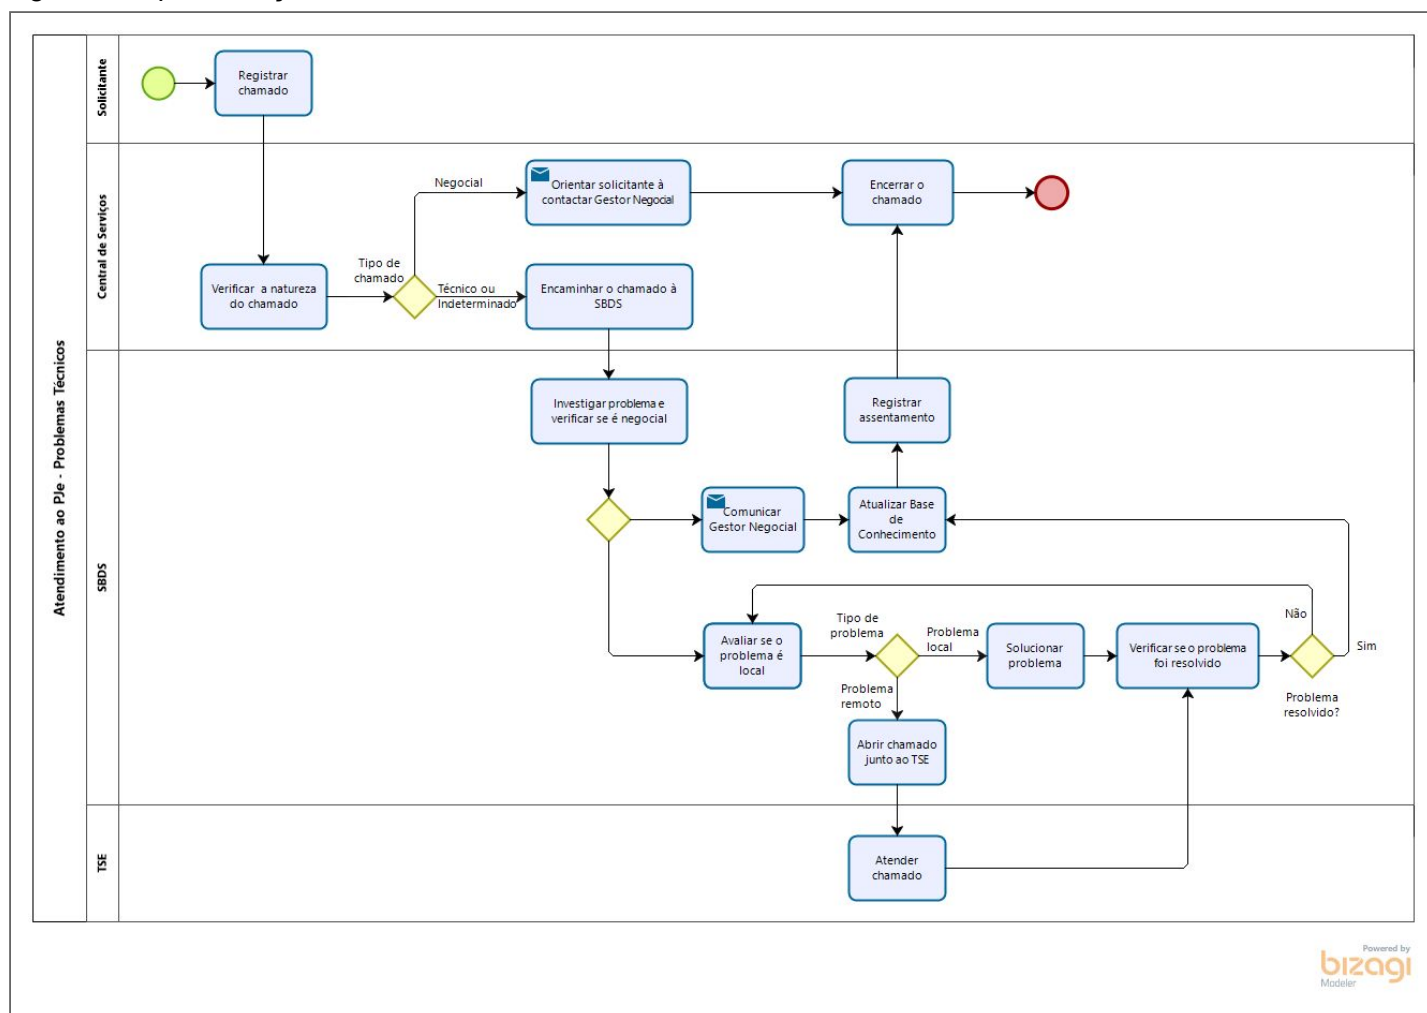 Atendimento ao PJe - Problemas Técnicos
Solicitante
Registrar
chamado
Central de Serviços
Negocial
Orientar solicitante à
contactar Gestor Negocial
Encerrar o
chamado
Verificar a natureza
do chamado
Tipo de
chamado
Técnico ou
Indeterminado
Encaminhar o chamado à
SBDS
SBDS
Investigar problema e
verificar se é negocial
Registrar
assentamento
Comunicar
Gestor Negocial
Atualizar Base
de
Conhecimento
Avaliar se o
problema é
local
Tipo de
problema
Problema
local
Solucionar
problema
Verificar se o problema
foi resolvido
Não
Sim
Problema
resolvido?
Problema
remoto
Abrir chamado
junto ao TSE
TSE
Atender
chamado
Powered by
bizagi
Modeler